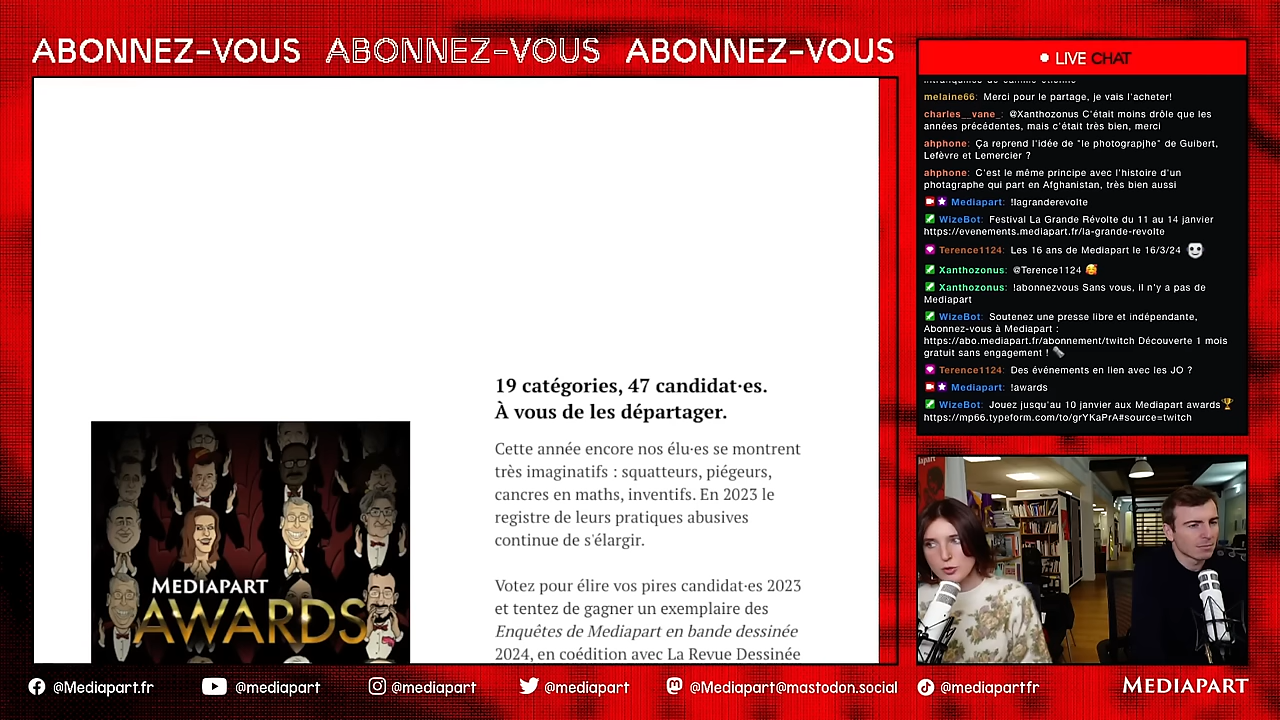 ABONNEZ-VOUS ABONNEZ-VOUS ABONNEZ-VOUS
LIVE CHAT
melaine66: Merci pour le partage, je vais l'acheter!
charles__vane_: @Xanthozonus C'était moins drôle que les
années précédentes, mais c'était très bien, merci
ahphone: Ça reprend l'idée de "le photograpjhe" de Guibert,
Lefèvre et Lemercier ?
ahphone: C'est le même principe avec l'histoire d'un
photagraphe qui part en Afghanistan, très bien aussi
Mediapart: !lagranderevolte
WizeBot: Festival La Grande Révolte du 11 au 14 janvier
https://evenements.mediapart.fr/la-grande-revolte
Terence1124: Les 16 ans de Mediapart le 16/3/24
Xanthozonus: @Terence1124 🥰
Xanthozonus: !abonnezvous Sans vous, il n'y a pas de
Mediapart
WizeBot: Soutenez une presse libre et indépendante,
Abonnez-vous à Mediapart :
https://abo.mediapart.fr/abonnement/twitch Découverte 1 mois
gratuit sans engagement ! 🗞️
Terence1124: Des événements en lien avec les JO ?
Mediapart: !awards
WizeBot: Jouez jusqu'au 10 janvier aux Mediapart awards🏆
https://mp66.typeform.com/to/grYKaPrA#source=twitch
19 catégories, 47 candidat·es.
À vous de les départager.
Cette année encore nos élu·es se montrent
très imaginatifs : squatteurs, piégeurs,
cancres en maths, inventifs. En 2023 le
registre de leurs pratiques abusives
continue de s'élargir.
Votez pour élire vos pires candidat·es 2023
et tentez de gagner un exemplaire des
Enquêtes de Mediapart en bande dessinée
2024, en coédition avec La Revue Dessinée
MEDIAPART
AWARDS
@Mediapart.fr
@mediapart
@mediapart
@mediapart
@Mediapart@mastodon.social
@mediapartfr
MEDIAPART